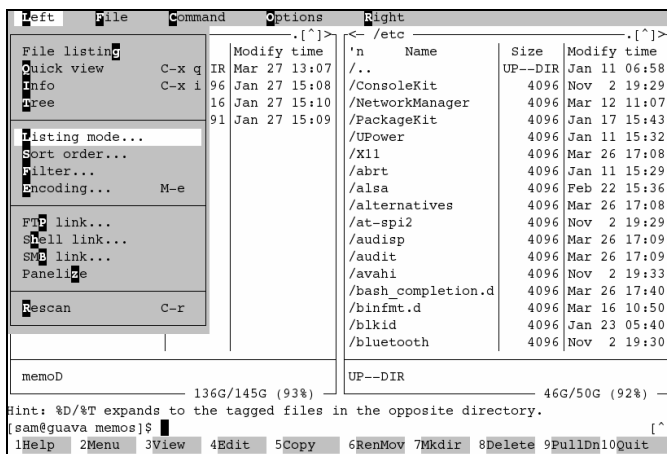 Left File Command Options Right
.[^]> <─ /etc .[^]>
File listing Modify time 'n Name Size Modify time
Quick view C-x q IR Mar 27 13:07 /.. UP--DIR Jan 11 06:58
Info C-x i 96 Jan 27 15:08 /ConsoleKit 4096 Nov 2 19:29
Tree 16 Jan 27 15:10 /NetworkManager 4096 Mar 12 11:07
91 Jan 27 15:09 /PackageKit 4096 Jan 17 15:43
Listing mode... /UPower 4096 Jan 11 15:32
Sort order... /X11 4096 Mar 26 17:08
Filter... /abrt 4096 Jan 11 15:29
Encoding... M-e /alsa 4096 Feb 22 15:36
/alternatives 4096 Mar 26 17:08
FTP link... /at-spi2 4096 Nov 2 19:29
Shell link... /audisp 4096 Mar 26 17:09
SMB link... /audit 4096 Mar 26 17:09
Panelize /avahi 4096 Nov 2 19:33
/bash_completion.d 4096 Mar 26 17:40
Rescan C-r /binfmt.d 4096 Mar 16 10:50
/blkid 4096 Jan 23 05:40
/bluetooth 4096 Nov 2 19:30
memoD UP--DIR
136G/145G (93%) 46G/50G (92%)
Hint: %D/%T expands to the tagged files in the opposite directory.
[sam@guava memos]$ [^
1Help 2Menu 3View 4Edit 5Copy 6RenMov 7Mkdir 8Delete 9PullDn 10Quit